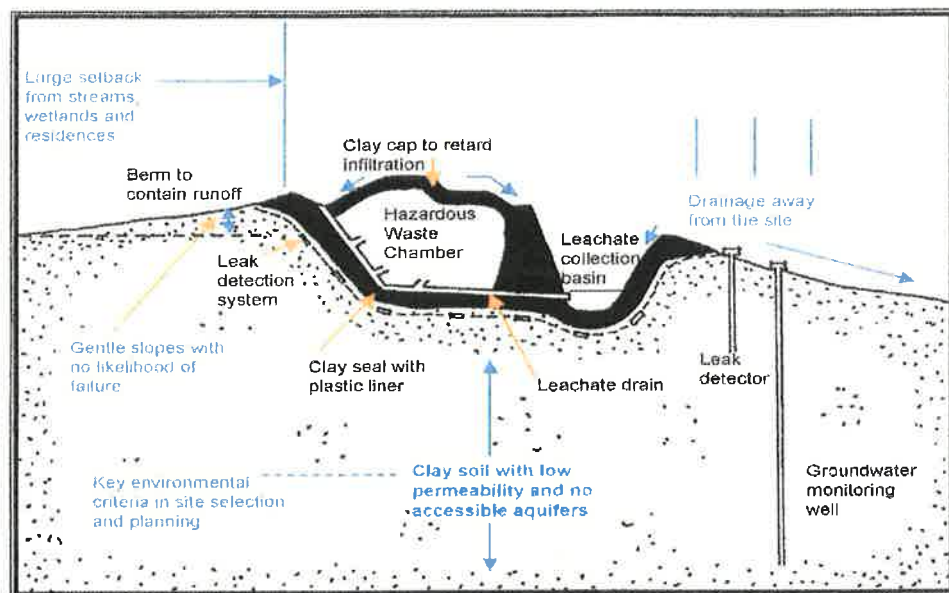 Large setback
from streams,
wetlands and
residences
Clay cap to retard
infiltration
Berm to
contain runoff
Drainage away
from the site
Hazardous
Waste
Chamber
Leachate
collection
basin
Leak
detection
system
Gentle slopes with
no likelihood of
failure
Clay seal with
plastic liner
Leachate drain
Leak
detector
Key environmental
criteria in site selection
and planning
Clay soil with low
permeability and no
accessible aquifers
Groundwater
monitoring
well